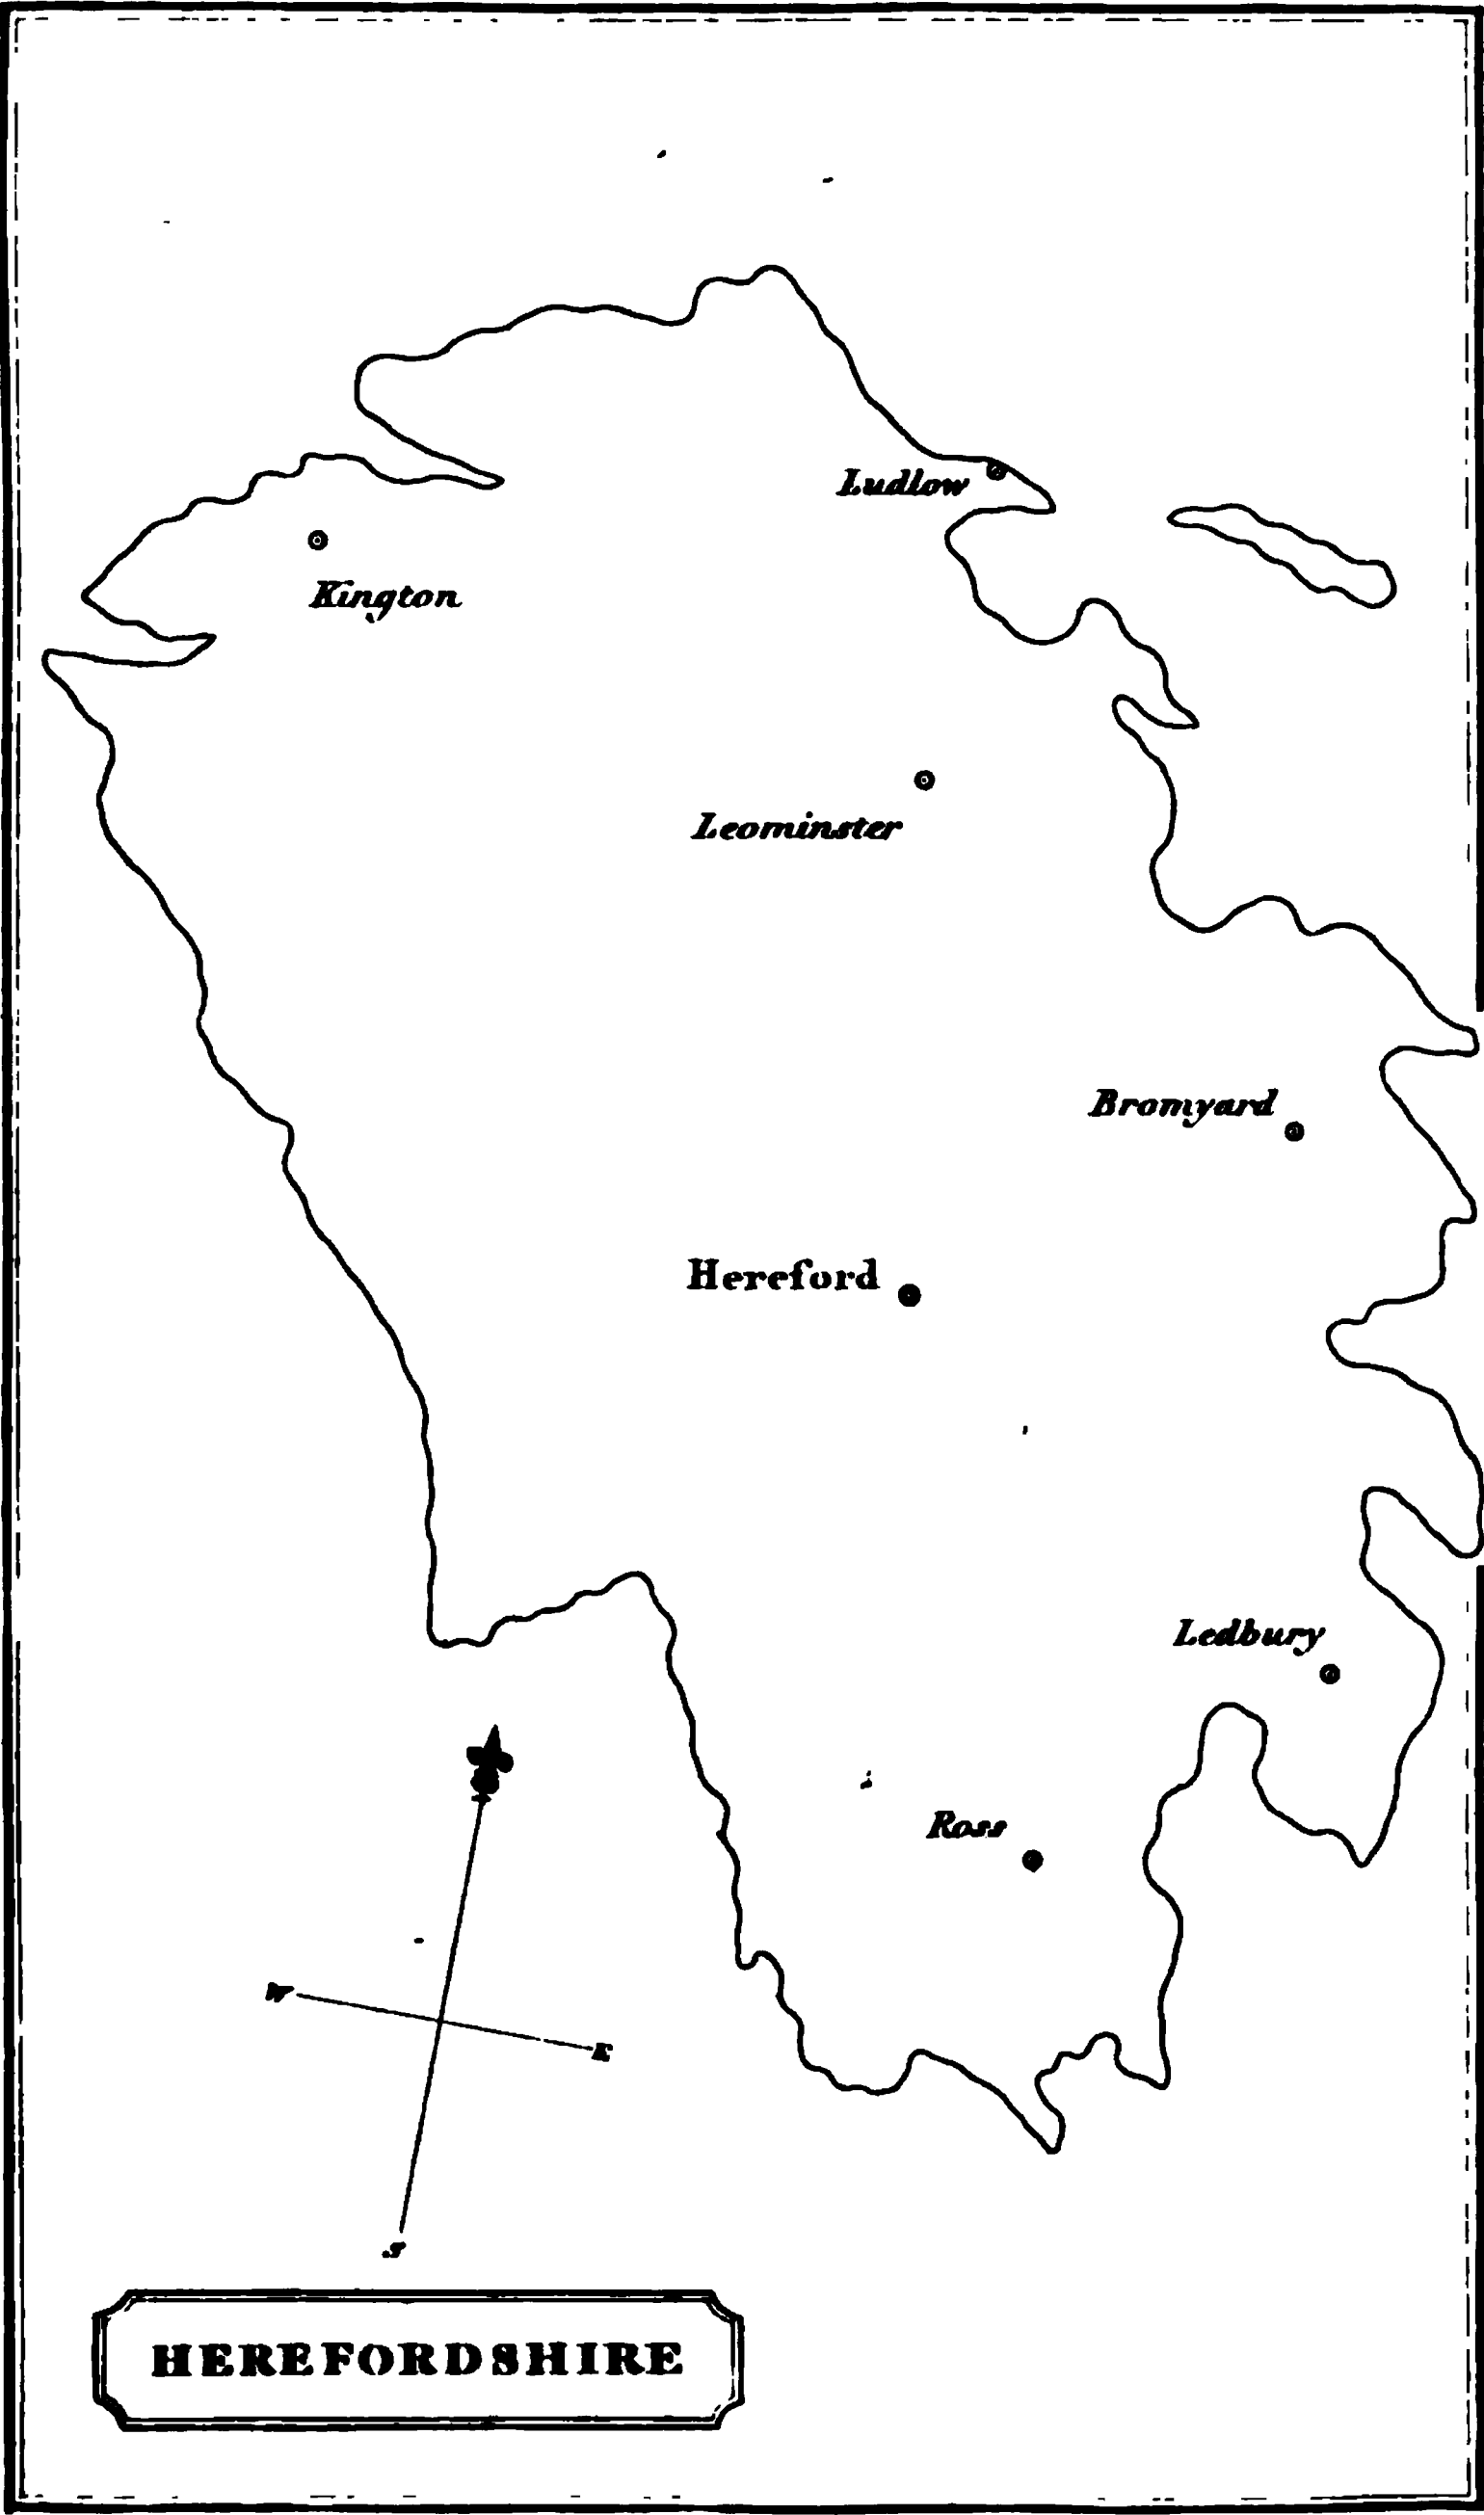 Ludlow
Kington
Leominster
Bromyard
Hereford
Ledbury
Ross
W
E
S
HEREFORDSHIRE